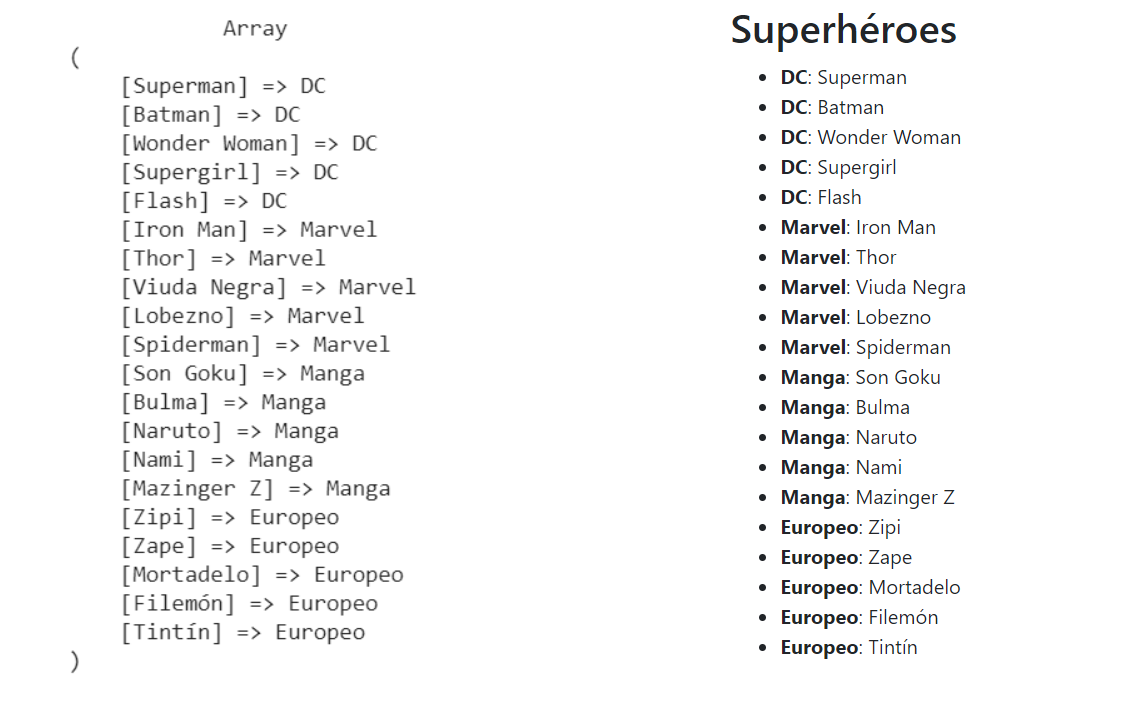 Array
(
[Superman] => DC
[Batman] => DC
[Wonder Woman] => DC
[Supergirl] => DC
[Flash] => DC
[Iron Man] => Marvel
[Thor] => Marvel
[Viuda Negra] => Marvel
[Lobezno] => Marvel
[Spiderman] => Marvel
[Son Goku] => Manga
[Bulma] => Manga
[Naruto] => Manga
[Nami] => Manga
[Mazinger Z] => Manga
[Zipi] => Europeo
[Zape] => Europeo
[Mortadelo] => Europeo
[Filemón] => Europeo
[Tintín] => Europeo
)
Superhéroes
• DC: Superman
• DC: Batman
• DC: Wonder Woman
• DC: Supergirl
• DC: Flash
• Marvel: Iron Man
• Marvel: Thor
• Marvel: Viuda Negra
• Marvel: Lobezno
• Marvel: Spiderman
• Manga: Son Goku
• Manga: Bulma
• Manga: Naruto
• Manga: Nami
• Manga: Mazinger Z
• Europeo: Zipi
• Europeo: Zape
• Europeo: Mortadelo
• Europeo: Filemón
• Europeo: Tintín